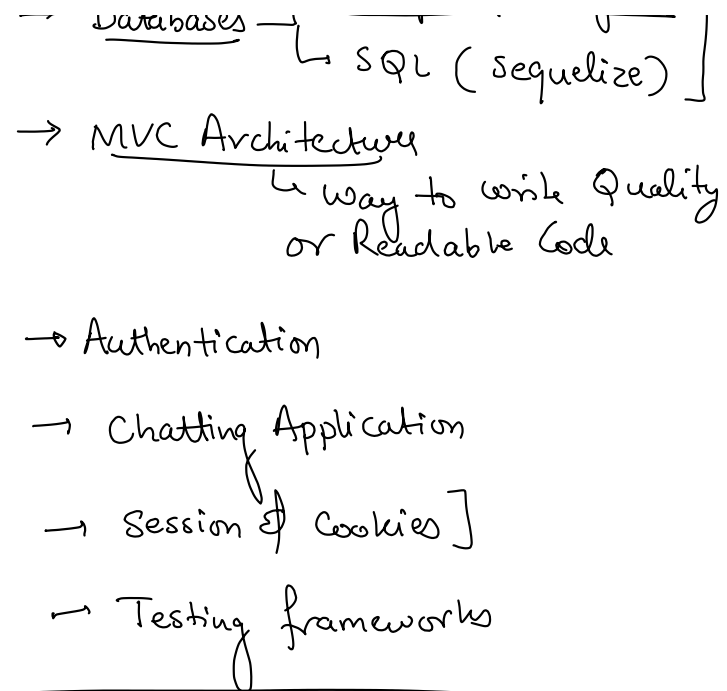 → Databases
↳ SQL (Sequelize) ]
→ MVC Architecture
↳ way to write Quality
or Readable Code
→ Authentication
→ Chatting Application
→ Session & Cookies ]
→ Testing frameworks